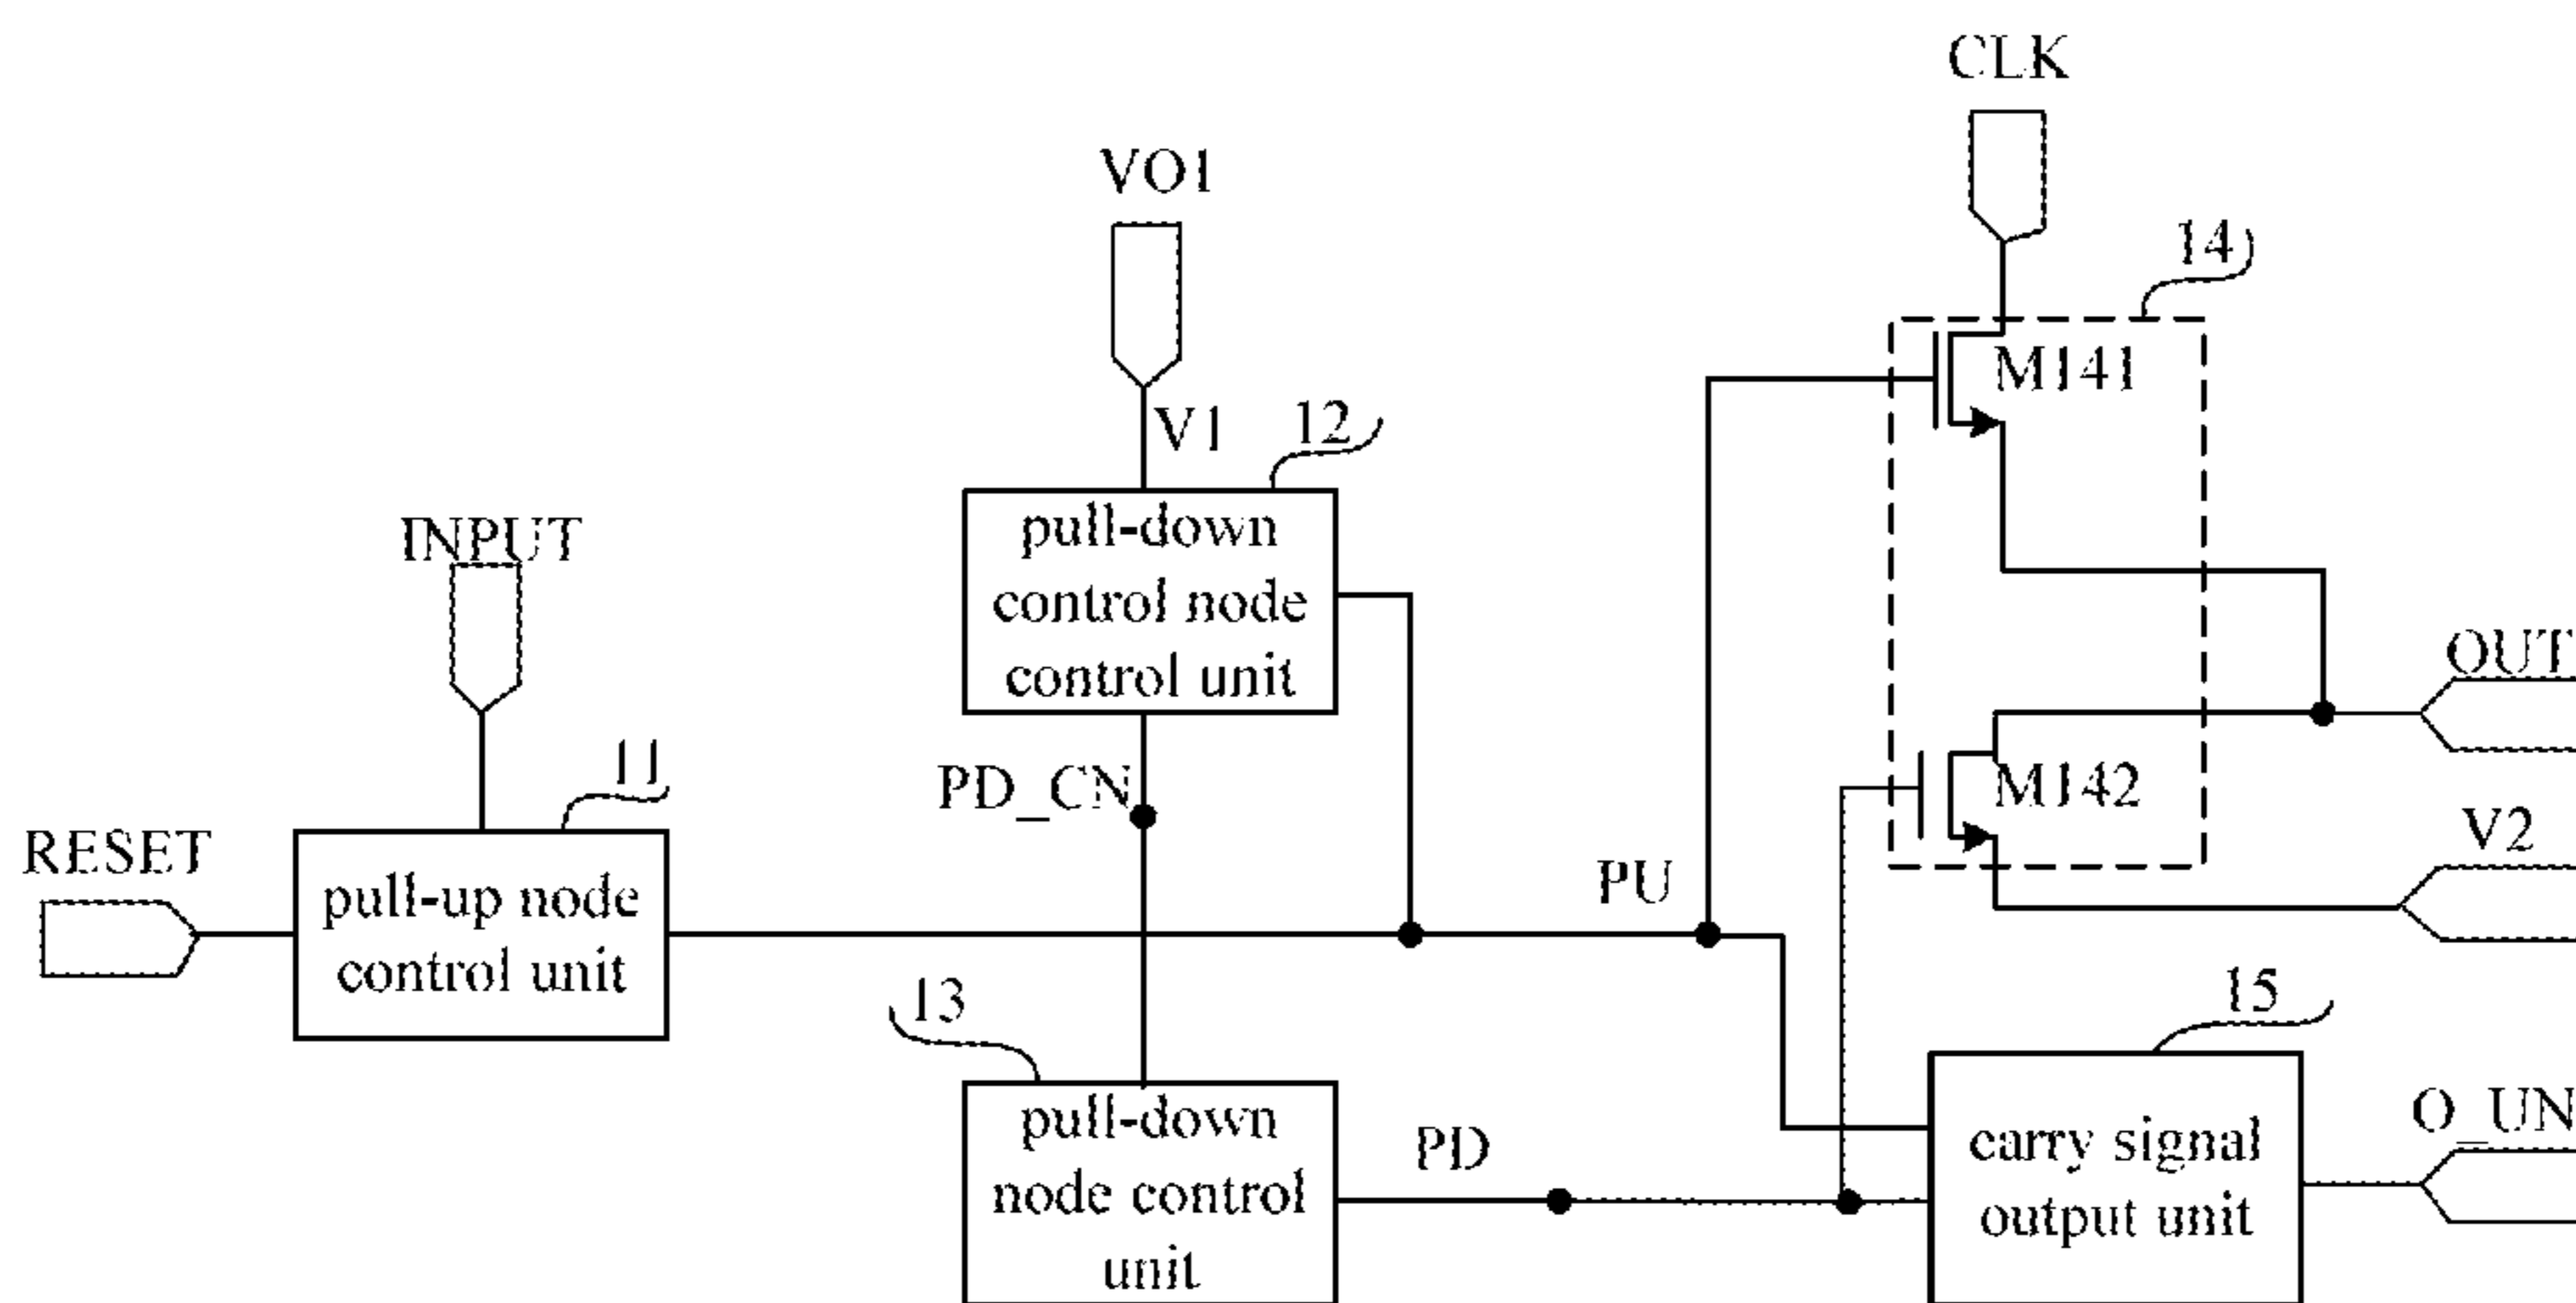 CLK
VO1
14
M141
V1
12
pull-down
control node
control unit
INPUT
OUT
11
PD_CN
M142
V2
RESET
pull-up node
control unit
PU
13
15
pull-down
node control
unit
PD
carry signal
output unit
O_UN